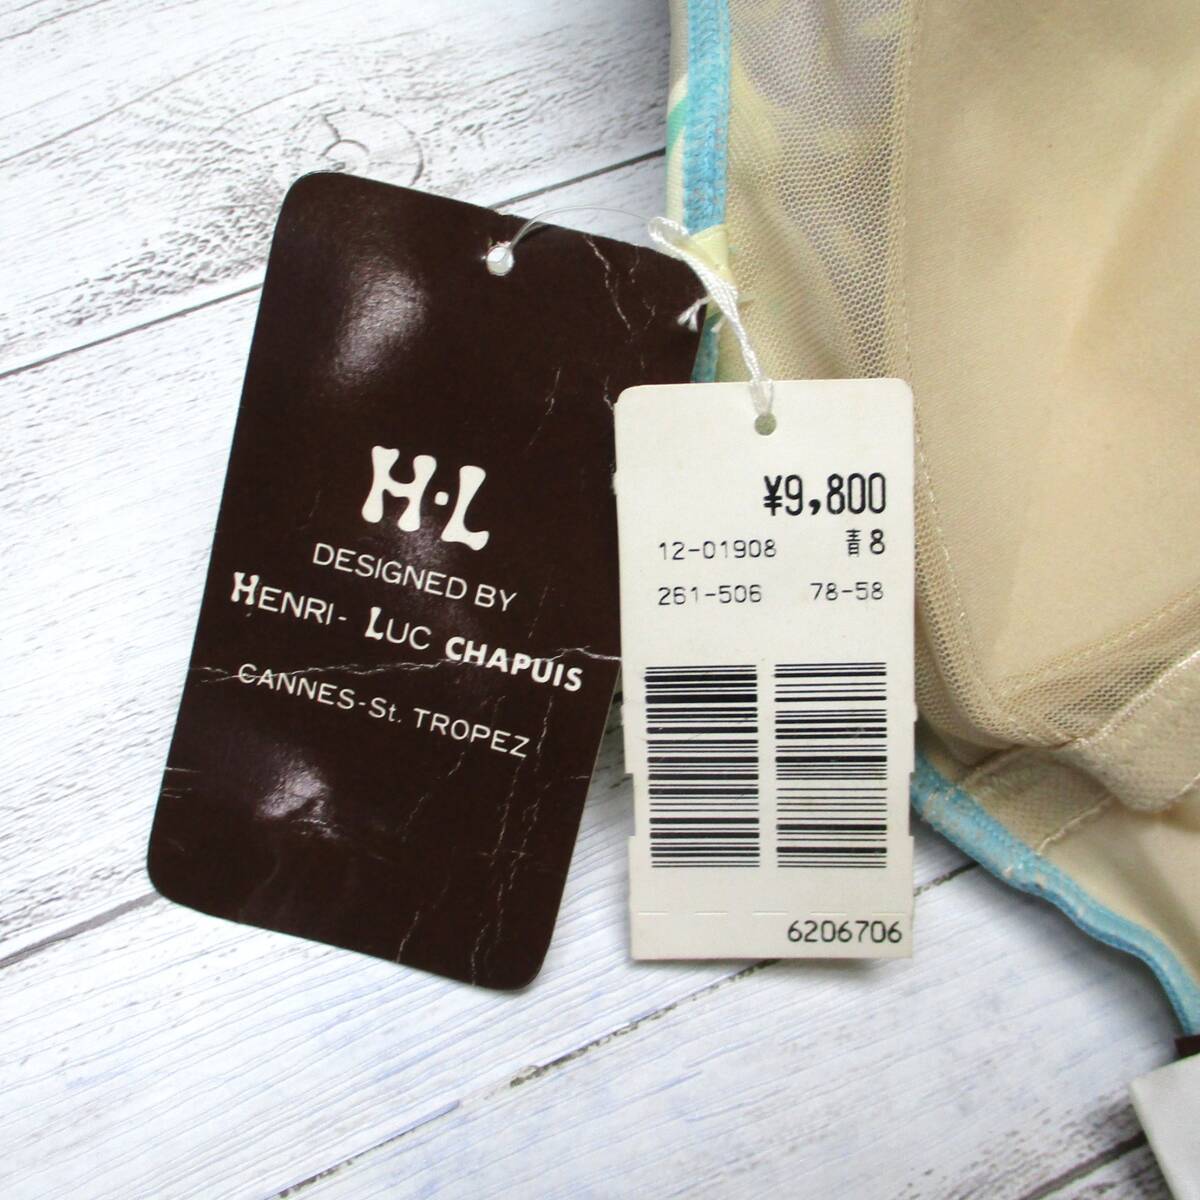 H·L
DESIGNED BY
HENRI- LUC CHAPUIS
CANNES-St. TROPEZ
¥9,800
12-01908 青8
261-506 78-58
6206706